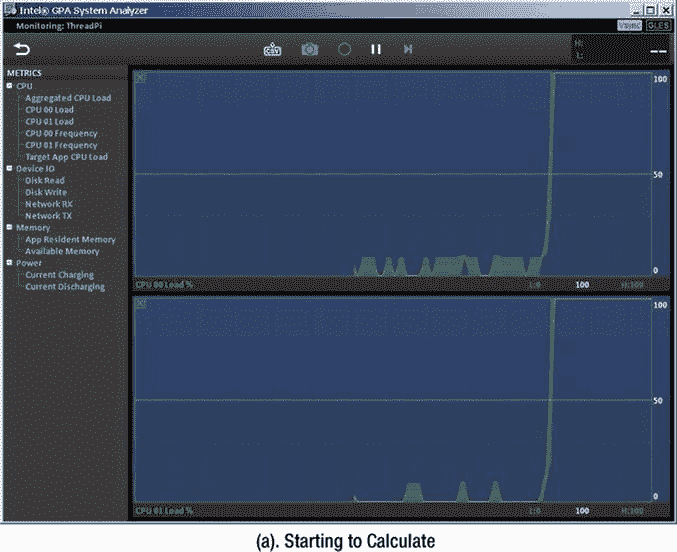 Intel® GPA System Analyzer
Monitoring: ThreadPi
GLES
CSV
H:
L:
--
METRICS
CPU
Aggregated CPU Load
CPU 00 Load
CPU 01 Load
CPU 00 Frequency
CPU 01 Frequency
Target App CPU Load
Device IO
Disk Read
Disk Write
Network RX
Network TX
Memory
App Resident Memory
Available Memory
Power
Current Charging
Current Discharging
100
50
0
CPU 00 Load % L:0 100 H:100
100
50
0
CPU 01 Load % L:0 100 H:100
(a). Starting to Calculate